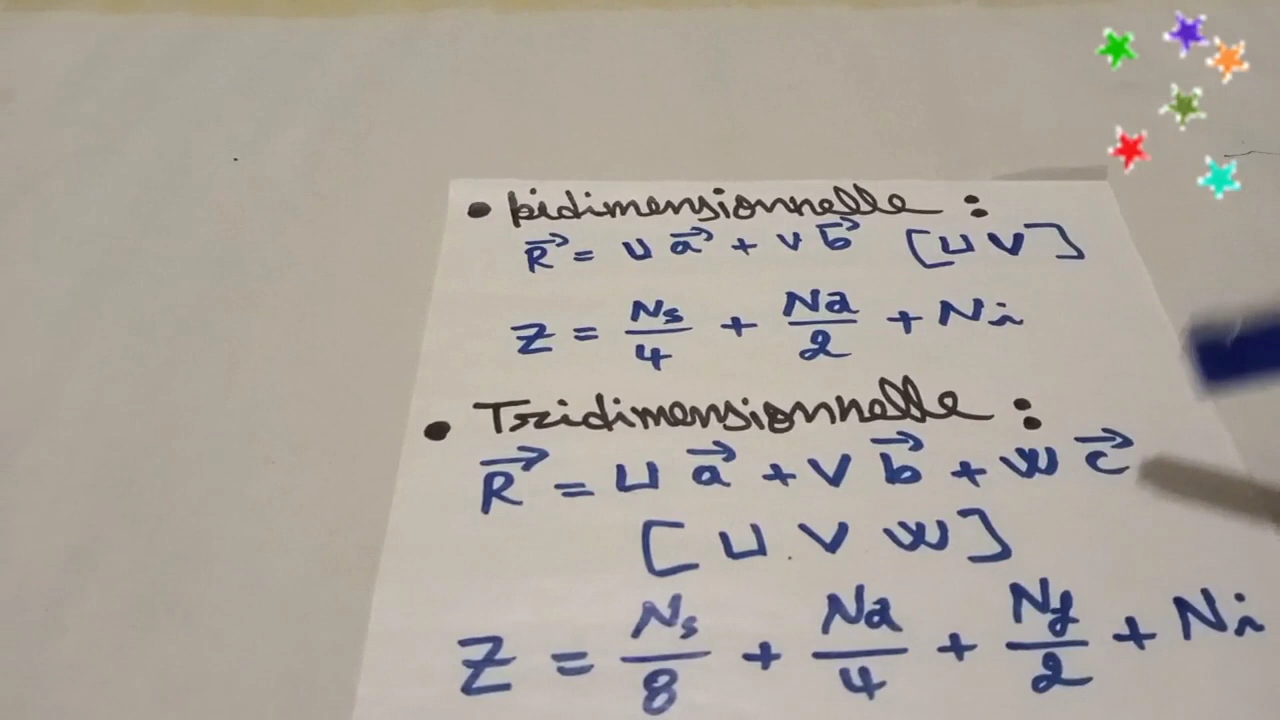 • bidimensionnelle :
R⃗ = u a⃗ + v b⃗ [u v]
Z = Ns/4 + Na/2 + Ni
• Tridimensionnelle :
R⃗ = u a⃗ + v b⃗ + w c⃗
[u v w]
Z = Ns/8 + Na/4 + Nf/2 + Ni